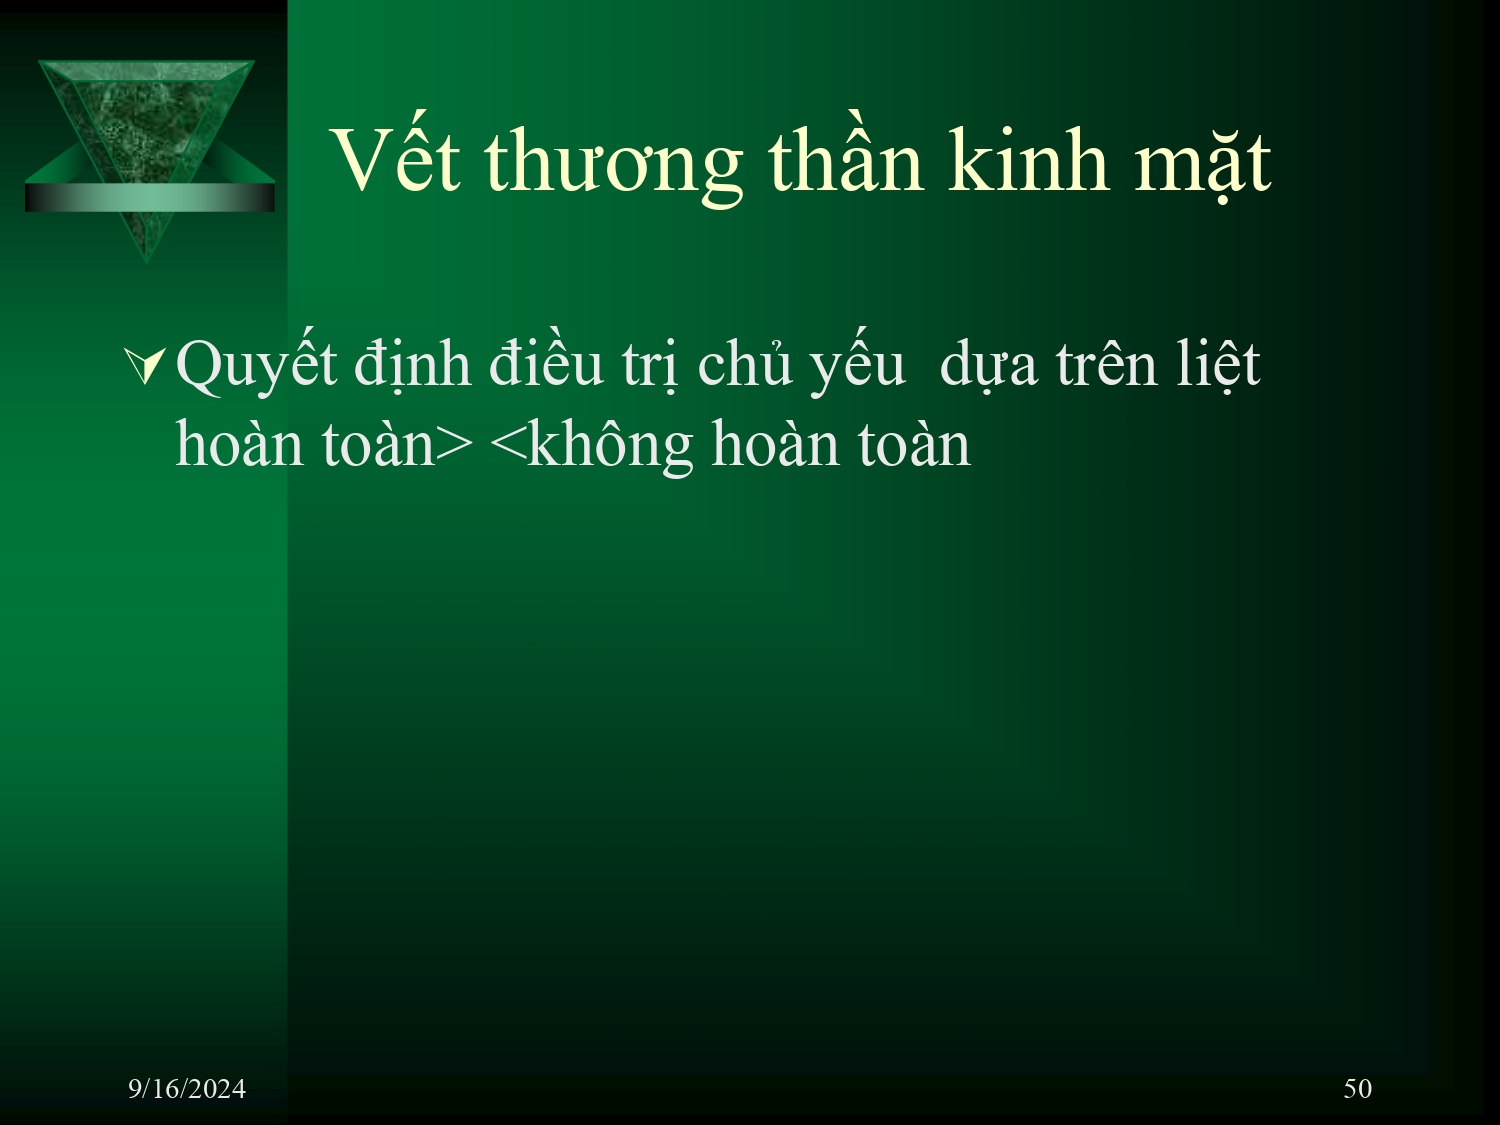 Vết thương thần kinh mặt
Quyết định điều trị chủ yếu  dựa trên liệt
hoàn toàn> <không hoàn toàn
9/16/2024
50